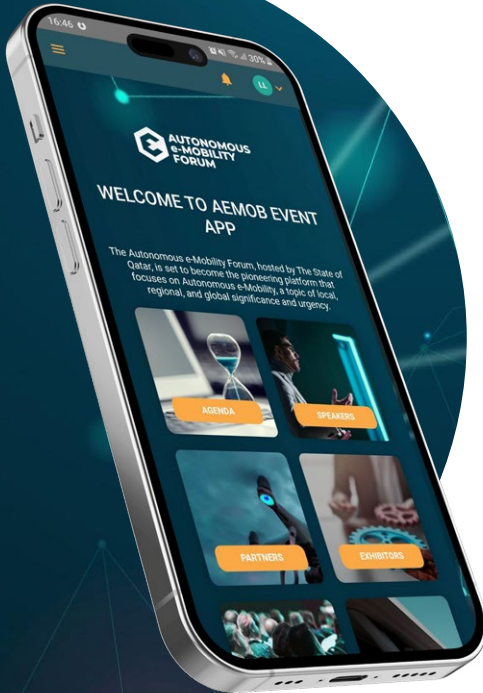 16:46
30%
LL
AUTONOMOUS
e-MOBILITY
FORUM
WELCOME TO AEMOB EVENT
APP
The Autonomous e-Mobility Forum, hosted by The State of
Qatar, is set to become the pioneering platform that
focuses on Autonomous e-Mobility, a topic of local,
regional, and global significance and urgency.
AGENDA
SPEAKERS
PARTNERS
EXHIBITORS